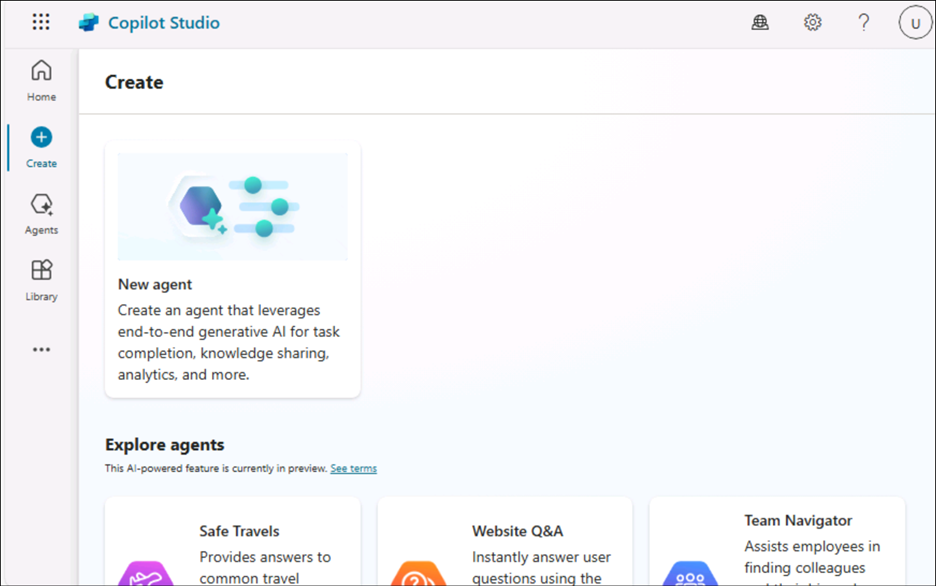 Copilot Studio
?
U
Home
Create
Agents
Library
Create
New agent
Create an agent that leverages
end-to-end generative AI for task
completion, knowledge sharing,
analytics, and more.
Explore agents
This AI-powered feature is currently in preview. See terms
Safe Travels
Provides answers to
common travel
Website Q&A
Instantly answer user
questions using the
Team Navigator
Assists employees in
finding colleagues